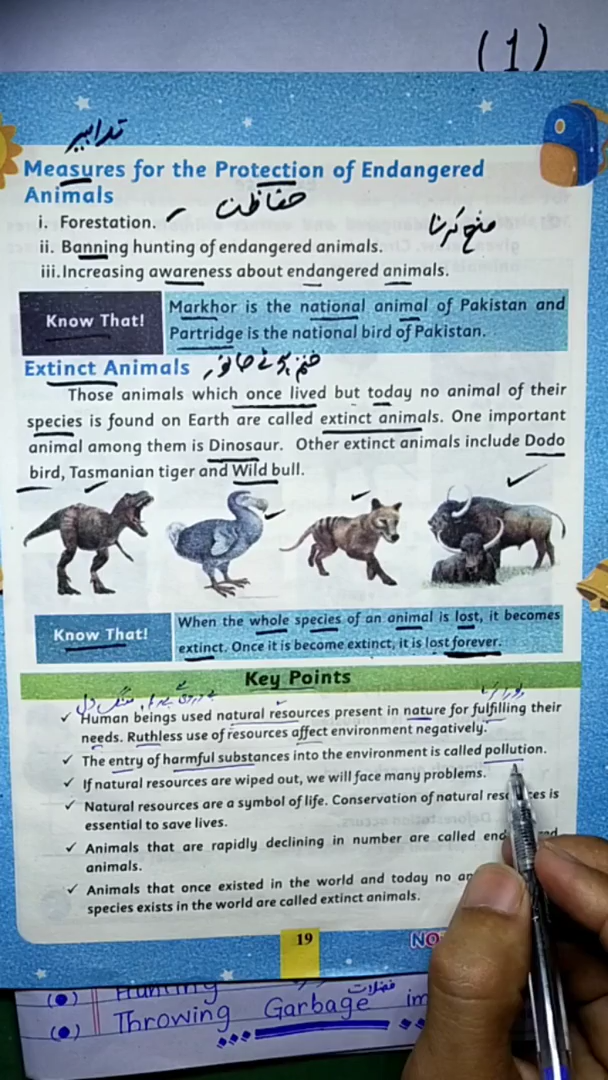 (1)
تدابیر
Measures for the Protection of Endangered
Animals
حفاظت
i. Forestation.
منع کرنا
ii. Banning hunting of endangered animals.
iii. Increasing awareness about endangered animals.
Know That!
Markhor is the national animal of Pakistan and
Partridge is the national bird of Pakistan.
Extinct Animals
Those animals which once lived but today no animal of their
species is found on Earth are called extinct animals. One important
animal among them is Dinosaur. Other extinct animals include Dodo
bird, Tasmanian tiger and Wild bull.
Know That!
When the whole species of an animal is lost, it becomes
extinct. Once it is become extinct, it is lost forever.
Key Points
✓ Human beings used natural resources present in nature for fulfilling their
needs. Ruthless use of resources affect environment negatively.
✓ The entry of harmful substances into the environment is called pollution.
✓ If natural resources are wiped out, we will face many problems.
✓ Natural resources are a symbol of life. Conservation of natural is
essential to save lives.
✓ Animals that are rapidly declining in number are called
animals.
✓ Animals that once existed in the world and today no
species exists in the world are called extinct animals.
19
(•) Hunting
فضلات
(•) Throwing Garbage